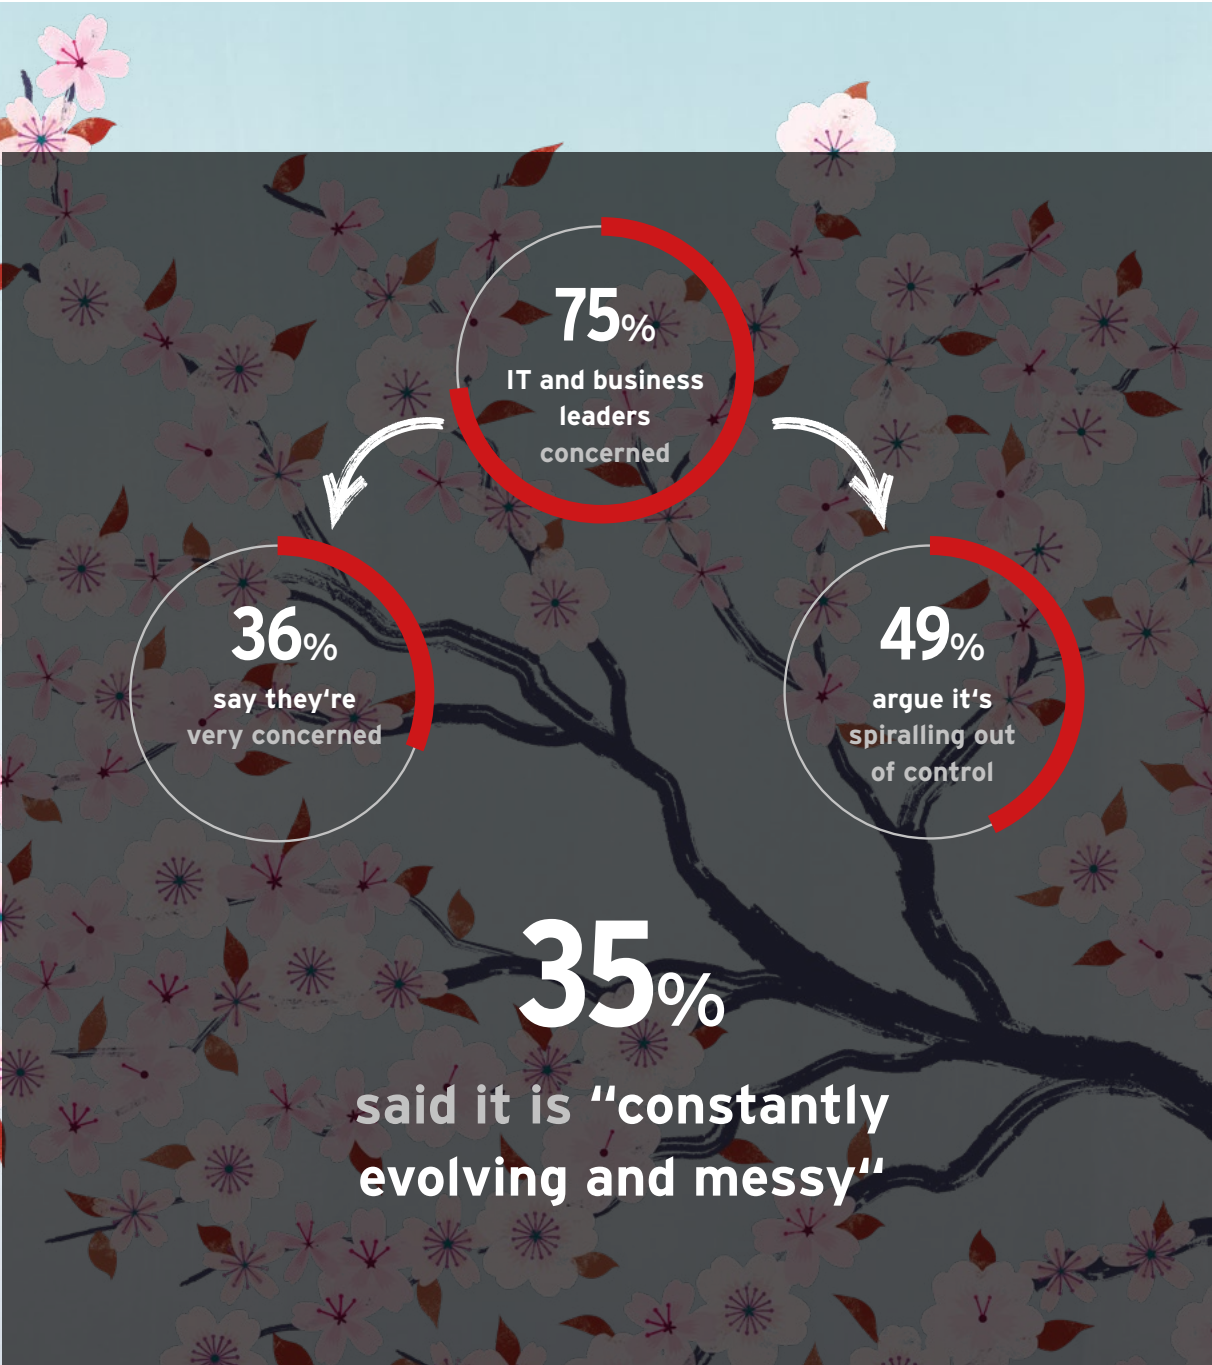 75%
IT and business
leaders
concerned
36%
say they‘re
very concerned
49%
argue it‘s
spiralling out
of control
35%
said it is “constantly
evolving and messy“